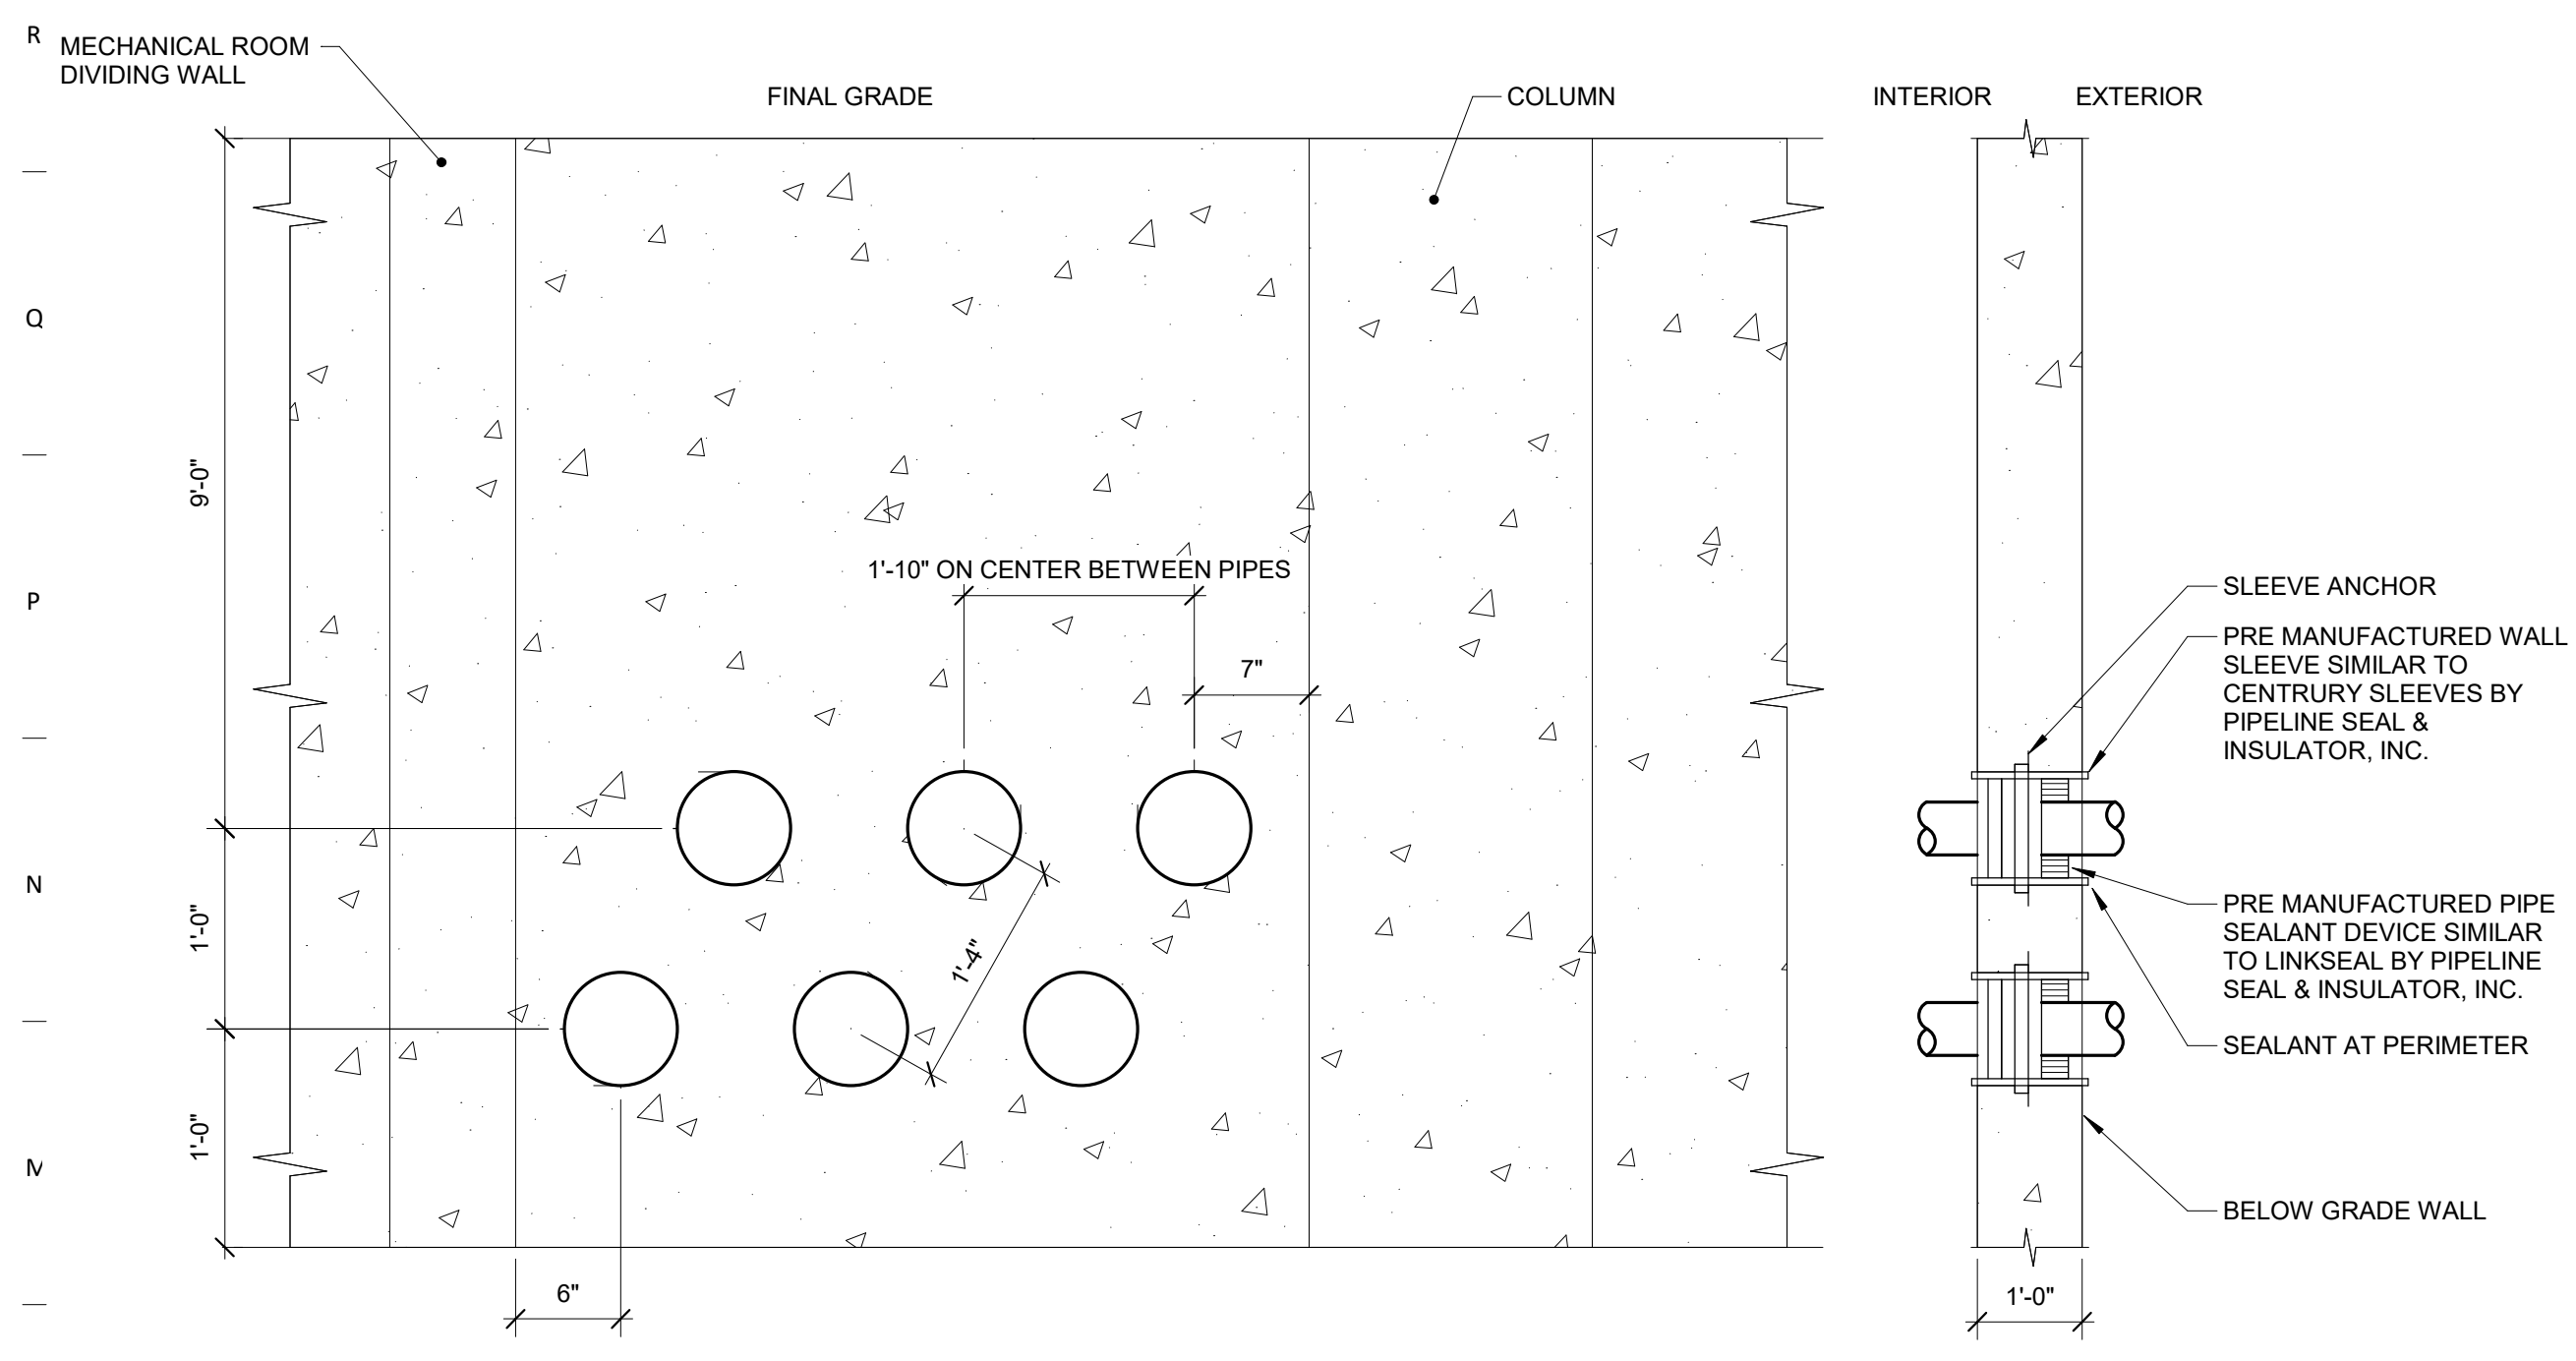 R
MECHANICAL ROOM
DIVIDING WALL
FINAL GRADE
COLUMN
INTERIOR
EXTERIOR
Q
9'-0"
1'-10" ON CENTER BETWEEN PIPES
P
SLEEVE ANCHOR
7"
PRE MANUFACTURED WALL
SLEEVE SIMILAR TO
CENTRURY SLEEVES BY
PIPELINE SEAL &
INSULATOR, INC.
N
1'-0"
1'-4"
PRE MANUFACTURED PIPE
SEALANT DEVICE SIMILAR
TO LINKSEAL BY PIPELINE
SEAL & INSULATOR, INC.
SEALANT AT PERIMETER
1'-0"
M
BELOW GRADE WALL
6"
1'-0"